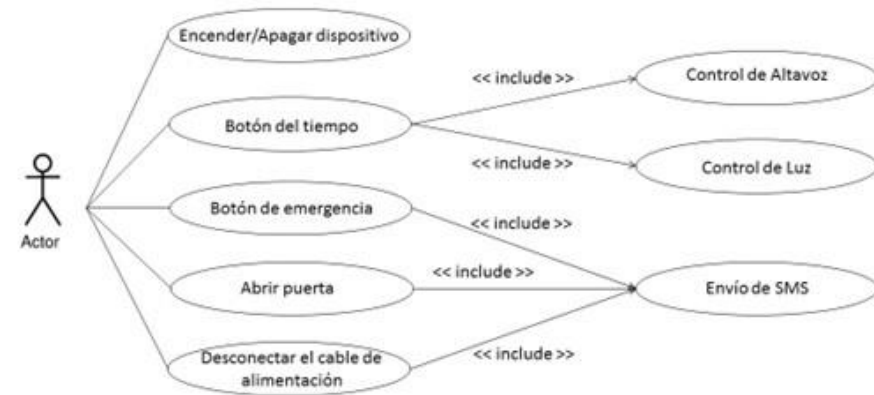 Encender/Apagar dispositivo
<< include >>
Control de Altavoz
Botón del tiempo
<< include >>
Control de Luz
Actor
Botón de emergencia
<< include >>
Abrir puerta
<< include >>
Envío de SMS
Desconectar el cable de
alimentación
<< include >>